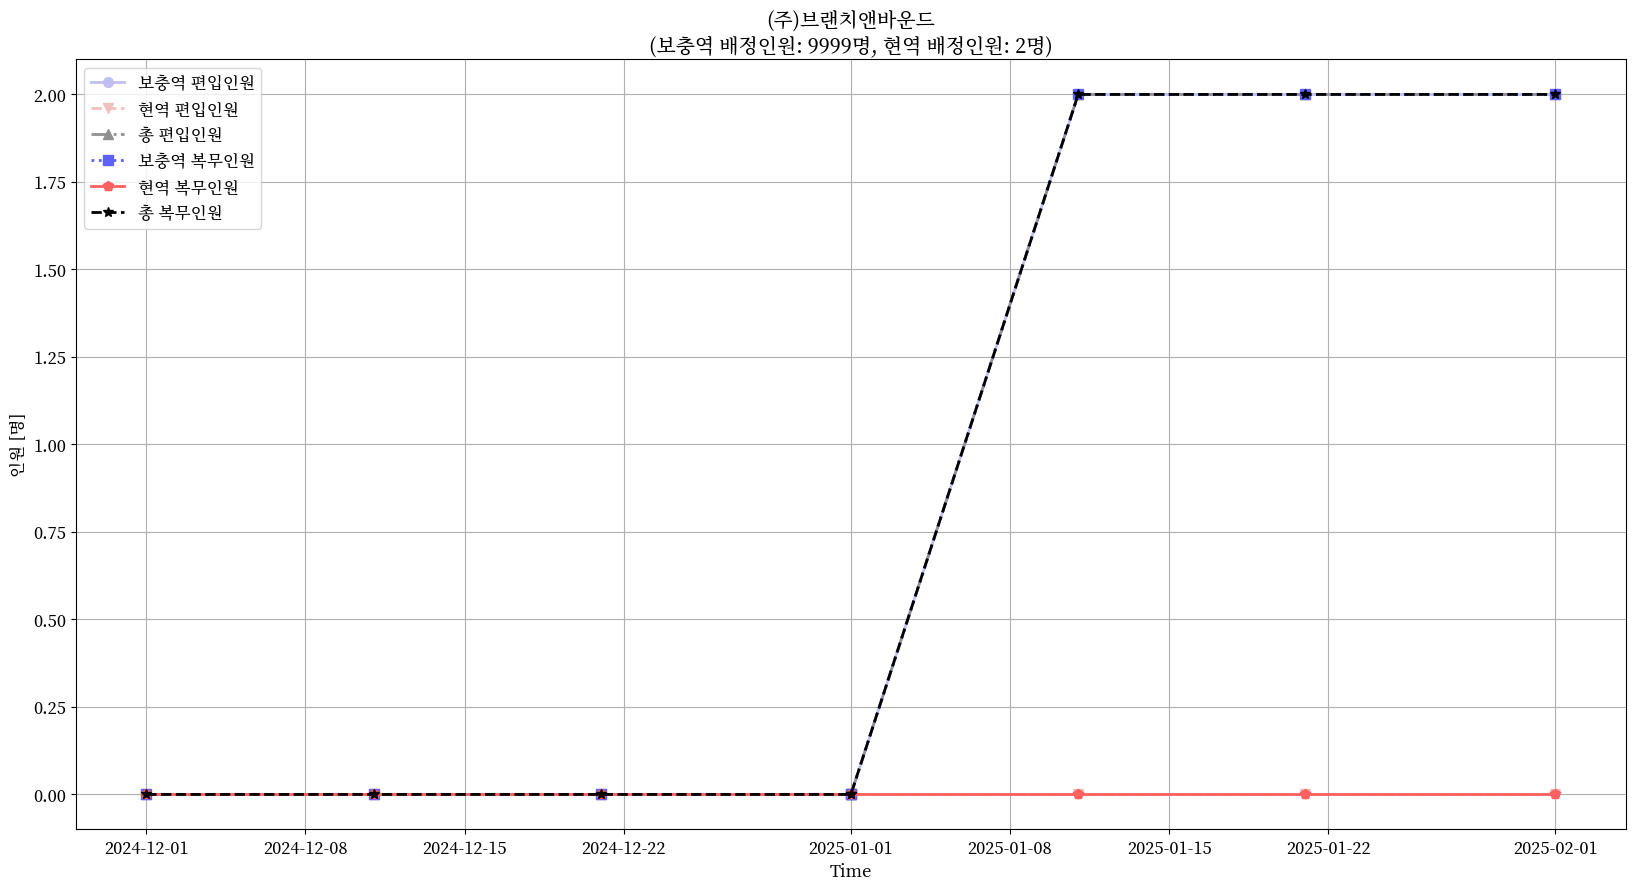 (주)브랜치앤바운드
(보충역 배정인원: 9999명, 현역 배정인원: 2명)
보충역 편입인원
현역 편입인원
총 편입인원
보충역 복무인원
현역 복무인원
총 복무인원
2.00
1.75
1.50
1.25
1.00
0.75
0.50
0.25
0.00
인원 [명]
2024-12-01
2024-12-08
2024-12-15
2024-12-22
2025-01-01
2025-01-08
2025-01-15
2025-01-22
2025-02-01
Time